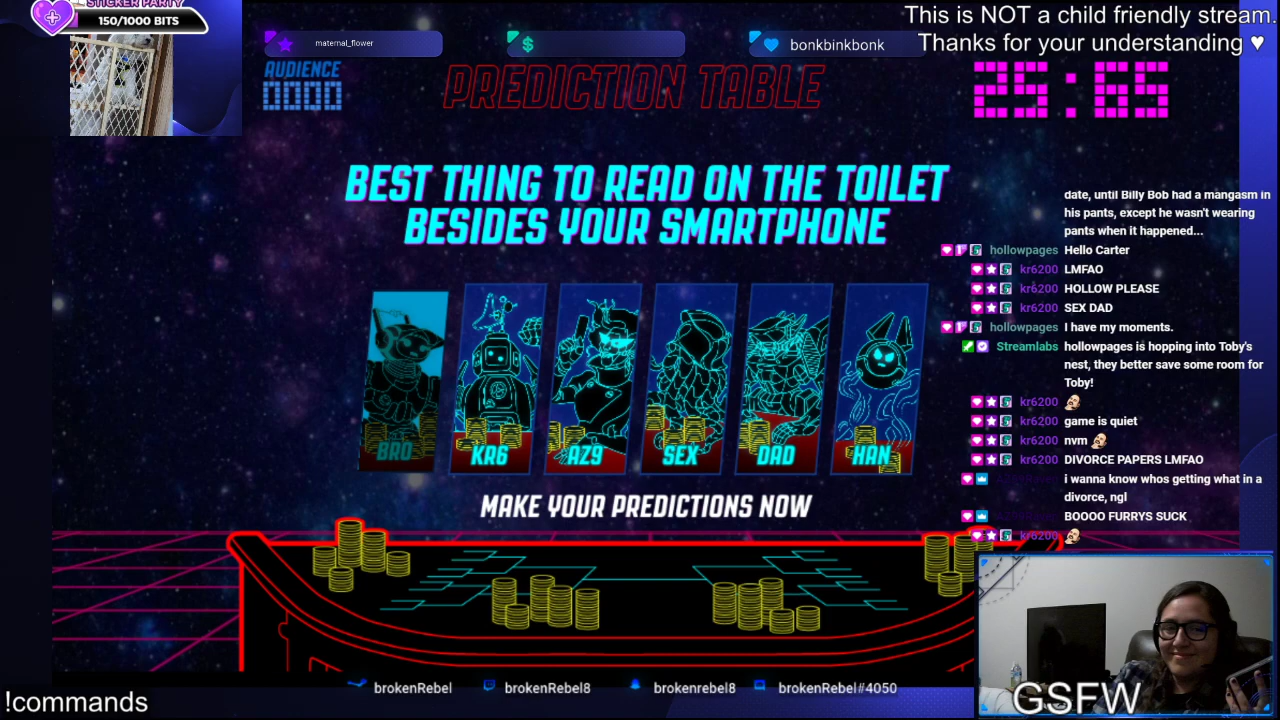 STICKER PARTY
150/1000 BITS
maternal_flower
bonkbinkbonk
This is NOT a child friendly stream.
Thanks for your understanding ♥
AUDIENCE
0000
PREDICTION TABLE
25:65
BEST THING TO READ ON THE TOILET
BESIDES YOUR SMARTPHONE
BRO
KR6
AZ9
SEX
DAD
HAN
MAKE YOUR PREDICTIONS NOW
date, until Billy Bob had a mangasm in
his pants, except he wasn't wearing
pants when it happened...
hollowpages Hello Carter
kr6200 LMFAO
kr6200 HOLLOW PLEASE
kr6200 SEX DAD
hollowpages I have my moments.
Streamlabs hollowpages is hopping into Toby's
nest, they better save some room for
Toby!
kr6200
kr6200 game is quiet
kr6200 nvm
kr6200 DIVORCE PAPERS LMFAO
i wanna know whos getting what in a
divorce, ngl
BOOOO FURRYS SUCK
kr6200
!commands
brokenRebel
brokenRebel8
brokenrebel8
brokenRebel#4050
GSFW